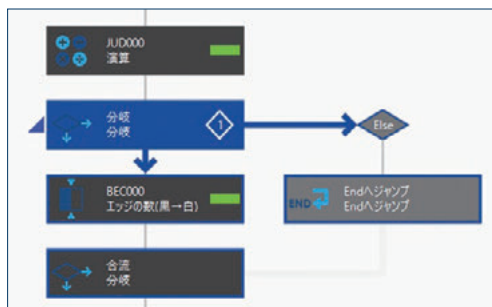 JUD000
演算
分岐
分岐
1
Else
BEC000
エッジの数(黒→白)
END
Endへジャンプ
Endへジャンプ
合流
分岐